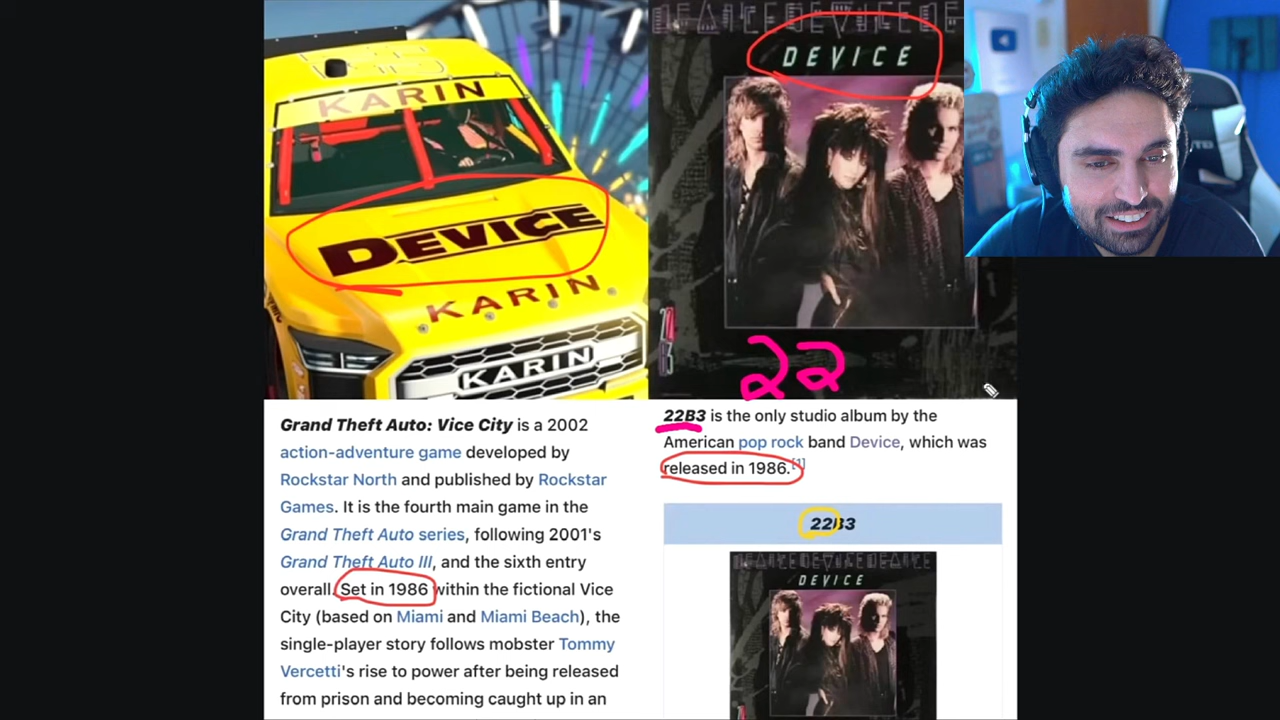 KARIN
DEVICE
KARIN
KARIN
Grand Theft Auto: Vice City is a 2002
action-adventure game developed by
Rockstar North and published by Rockstar
Games. It is the fourth main game in the
Grand Theft Auto series, following 2001's
Grand Theft Auto III, and the sixth entry
overall. Set in 1986 within the fictional Vice
City (based on Miami and Miami Beach), the
single-player story follows mobster Tommy
Vercetti's rise to power after being released
from prison and becoming caught up in an
DEVICE
22B3
22
22B3 is the only studio album by the
American pop rock band Device, which was
released in 1986.[1]
22B3
DEVICE